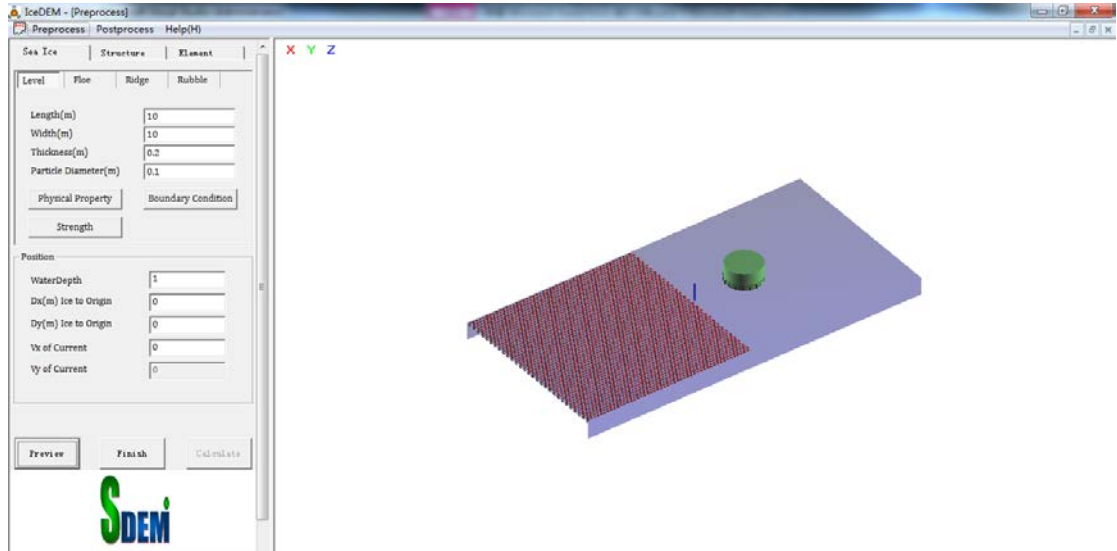 IceDEM - [Preprocess]
Preprocess Postprocess Help(H)
Sea Ice Structure Element
X Y Z
Level Floe Ridge Rubble
Length(m) 10
Width(m) 10
Thickness(m) 0.2
Particle Diameter(m) 0.1
Physical Property Boundary Condition
Strength
Position
WaterDepth 1
Dx(m) Ice to Origin 0
Dy(m) Ice to Origin 0
Vx of Current 0
Vy of Current 0
Preview Finish Calculate
SDEM